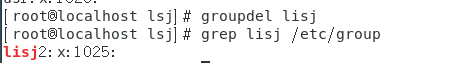 [root@localhost lsj]# groupdel lisj
[root@localhost lsj]# grep lisj /etc/group
lisj2:x:1025: